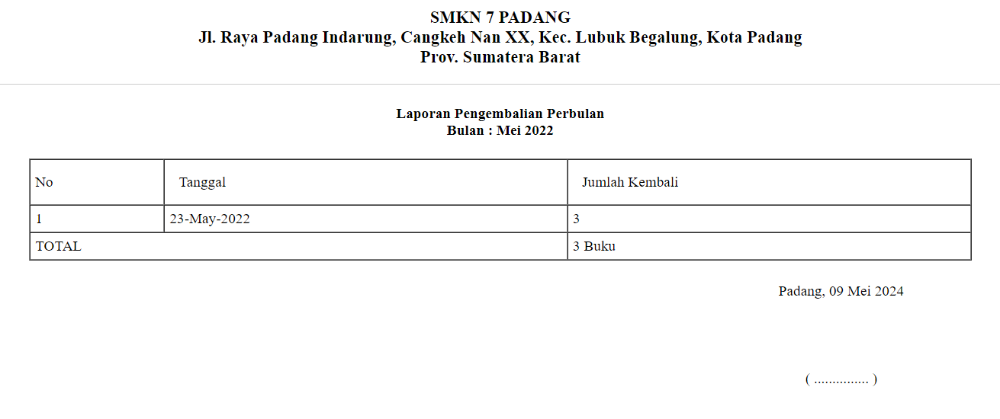 SMKN 7 PADANG
Jl. Raya Padang Indarung, Cangkeh Nan XX, Kec. Lubuk Begalung, Kota Padang
Prov. Sumatera Barat
Laporan Pengembalian Perbulan
Bulan : Mei 2022
No Tanggal Jumlah Kembali
1 23-May-2022 3
TOTAL 3 Buku
Padang, 09 Mei 2024
( ............... )